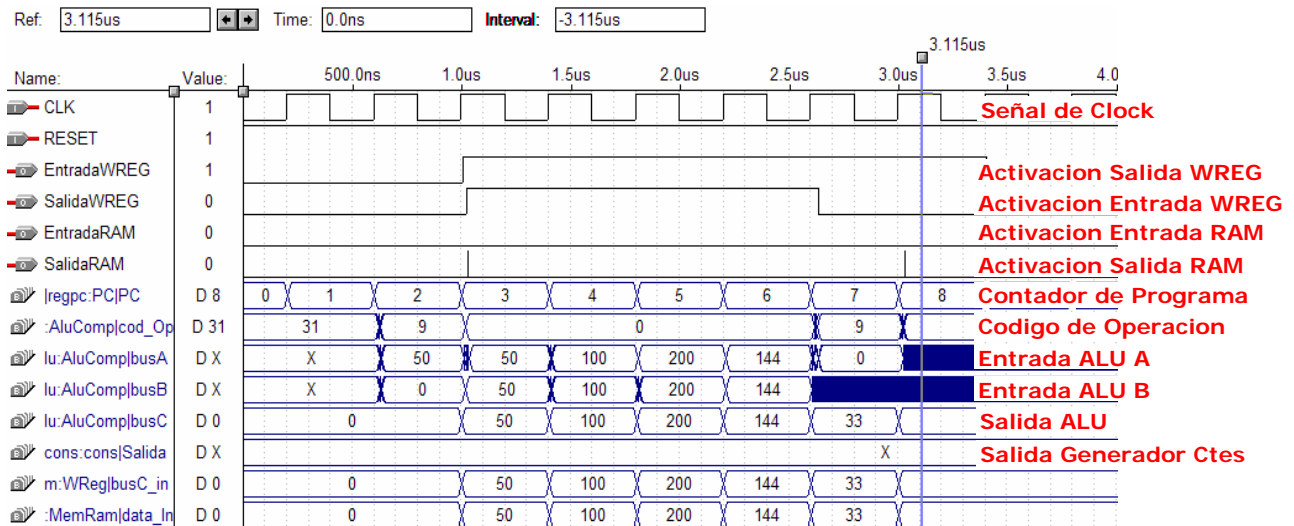 Ref: 3.115us Time: 0.0ns Interval: -3.115us
3.115us
Name: Value: 500.0ns 1.0us 1.5us 2.0us 2.5us 3.0us 3.5us 4.0
CLK 1 Señal de Clock
RESET 1
EntradaWREG 1 Activacion Salida WREG
SalidaWREG 0 Activacion Entrada WREG
EntradaRAM 0 Activacion Entrada RAM
SalidaRAM 0 Activacion Salida RAM
|regpc:PC|PC D 8 0 1 2 3 4 5 6 7 8 Contador de Programa
:AluComp|cod_Op D 31 31 9 0 9 Codigo de Operacion
lu:AluComp|busA D X X 50 50 100 200 144 0 Entrada ALU A
lu:AluComp|busB D X X 0 50 100 200 144 Entrada ALU B
lu:AluComp|busC D 0 0 50 100 200 144 33 Salida ALU
cons:cons|Salida D X X Salida Generador Ctes
m:WReg|busC_in D 0 0 50 100 200 144 33
:MemRam|data_In D 0 0 50 100 200 144 33